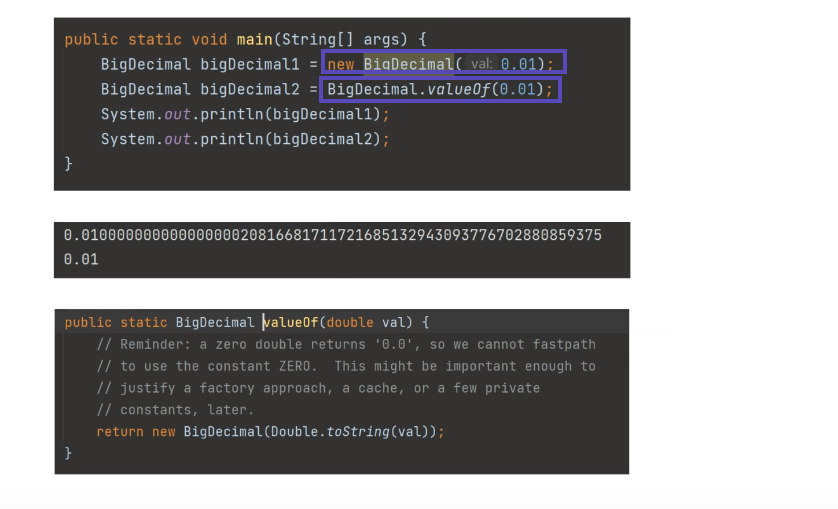 public static void main(String[] args) {
BigDecimal bigDecimal1 = new BigDecimal( val: 0.01);
BigDecimal bigDecimal2 = BigDecimal.valueOf(0.01);
System.out.println(bigDecimal1);
System.out.println(bigDecimal2);
}
0.01000000000000000020816681711721685132943093776702880859375
0.01
public static BigDecimal valueOf(double val) {
// Reminder: a zero double returns '0.0', so we cannot fastpath
// to use the constant ZERO.  This might be important enough to
// justify a factory approach, a cache, or a few private
// constants, later.
return new BigDecimal(Double.toString(val));
}